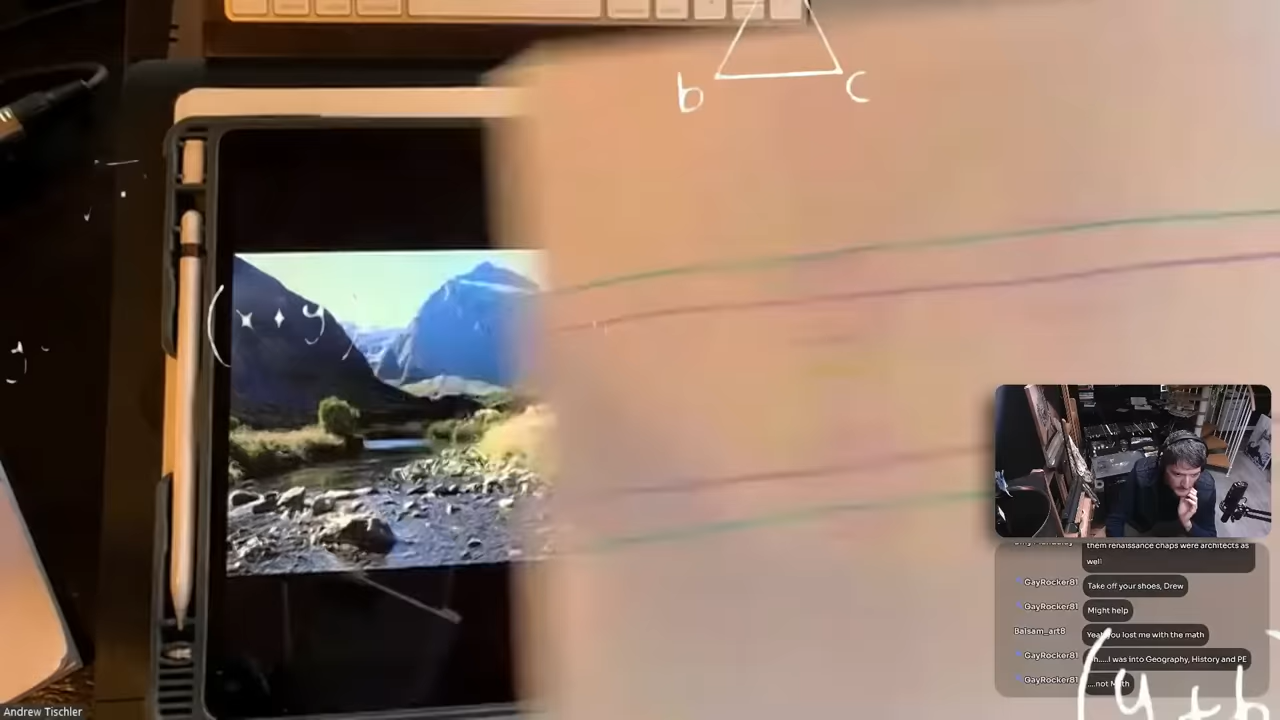 b
c
(x + y)
them renaissance chaps were architects as
well
GayRocker81
Take off your shoes, Drew
GayRocker81
Might help
Balsam_art8
Yeah you lost me with the math
GayRocker81
h.....I was into Geography, History and PE
GayRocker81
....not Math
(y + b
Andrew Tischler